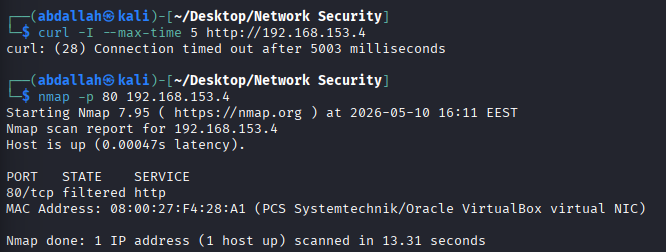 ┌──(abdallah㉿kali)-[~/Desktop/Network Security]
└─$ curl -I --max-time 5 http://192.168.153.4
curl: (28) Connection timed out after 5003 milliseconds
┌──(abdallah㉿kali)-[~/Desktop/Network Security]
└─$ nmap -p 80 192.168.153.4
Starting Nmap 7.95 ( https://nmap.org ) at 2026-05-10 16:11 EEST
Nmap scan report for 192.168.153.4
Host is up (0.00047s latency).
PORT   STATE    SERVICE
80/tcp filtered http
MAC Address: 08:00:27:F4:28:A1 (PCS Systemtechnik/Oracle VirtualBox virtual NIC)
Nmap done: 1 IP address (1 host up) scanned in 13.31 seconds